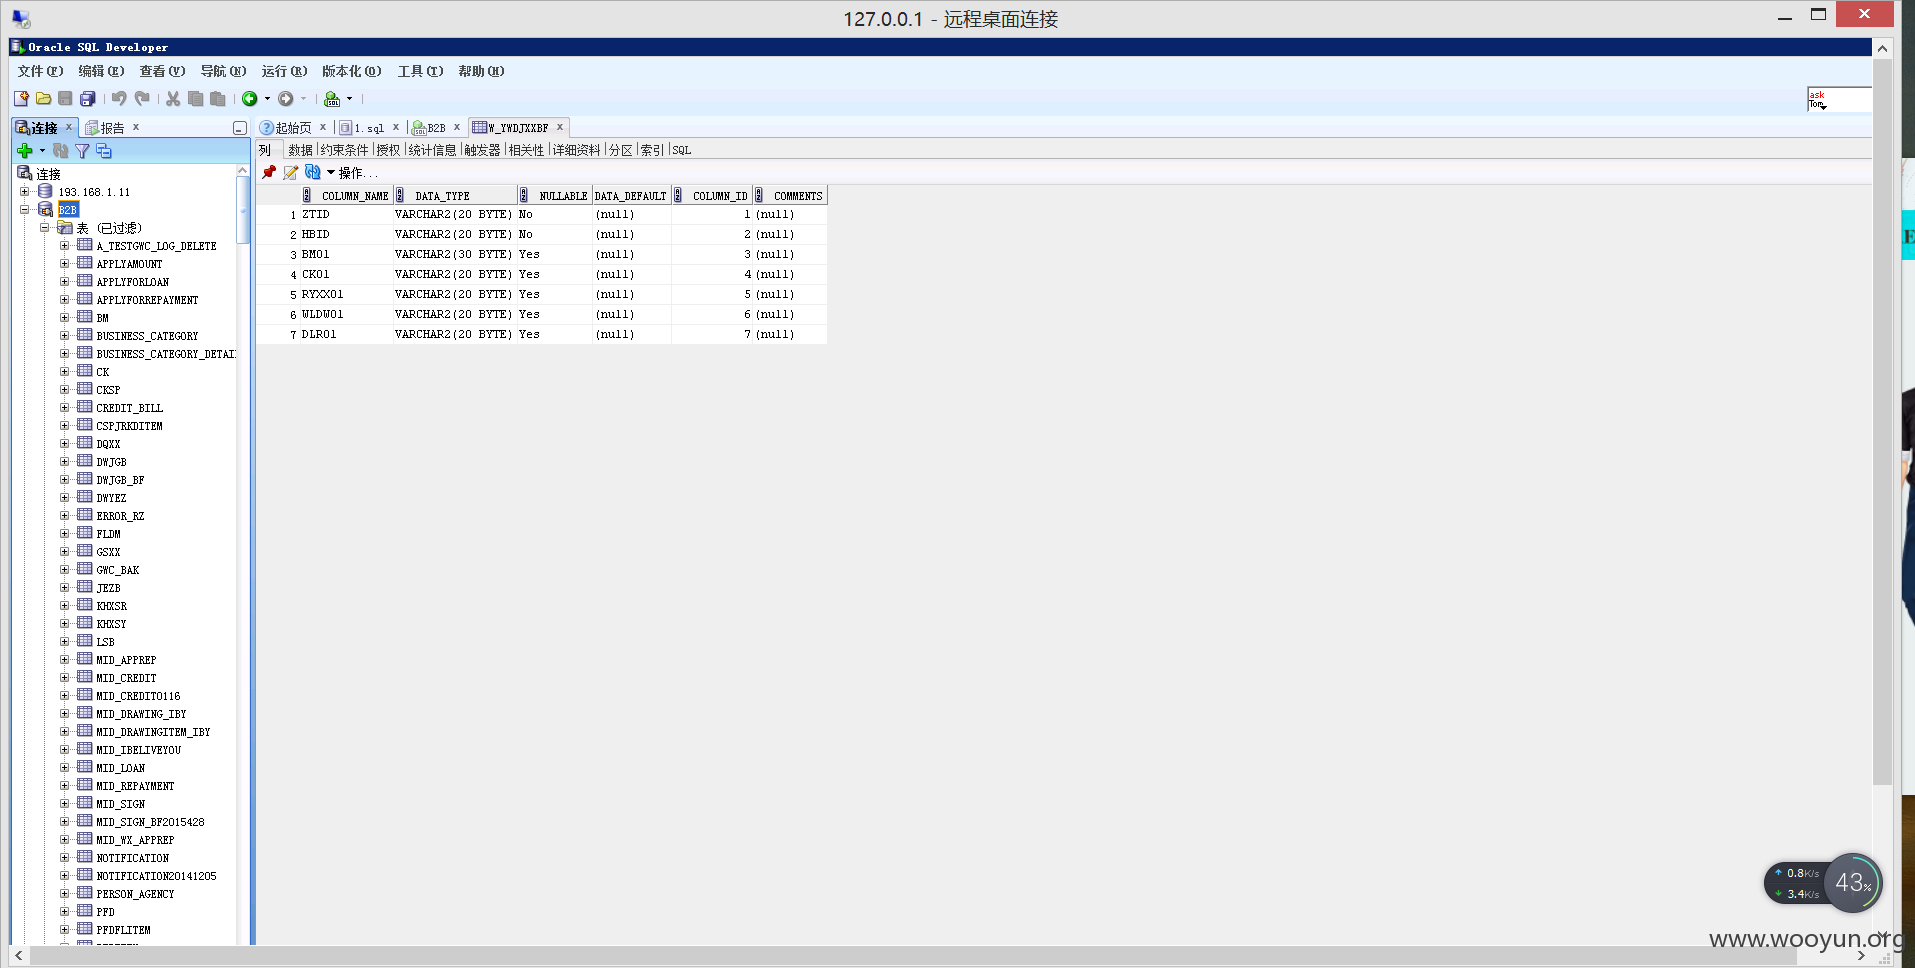 127.0.0.1 - 远程桌面连接
Oracle SQL Developer
文件(F) 编辑(E) 查看(V) 导航(N) 运行(R) 版本化(O) 工具(T) 帮助(H)
ask
Tom
连接 x 报告 x
起始页 x 1.sql x B2B x W_YWDJXXBF x
列 数据 约束条件 授权 统计信息 触发器 相关性 详细资料 分区 索引 SQL
操作...
COLUMN_NAME DATA_TYPE NULLABLE DATA_DEFAULT COLUMN_ID COMMENTS
1 ZTID VARCHAR2(20 BYTE) No (null) 1 (null)
2 HBID VARCHAR2(20 BYTE) No (null) 2 (null)
3 BM01 VARCHAR2(30 BYTE) Yes (null) 3 (null)
4 CK01 VARCHAR2(20 BYTE) Yes (null) 4 (null)
5 RYXX01 VARCHAR2(20 BYTE) Yes (null) 5 (null)
6 WLDW01 VARCHAR2(20 BYTE) Yes (null) 6 (null)
7 DLR01 VARCHAR2(20 BYTE) Yes (null) 7 (null)
连接
193.168.1.11
B2B
表 (已过滤)
A_TESTGWC_LOG_DELETE
APPLYAMOUNT
APPLYFORLOAN
APPLYFORREPAYMENT
BM
BUSINESS_CATEGORY
BUSINESS_CATEGORY_DETAI
CK
CKSP
CREDIT_BILL
CSPJRKDITEM
DQXX
DWJGB
DWJGB_BF
DWYEZ
ERROR_RZ
FLDM
GSXX
GWC_BAK
JEZB
KHXSR
KHXSY
LSB
MID_APPREP
MID_CREDIT
MID_CREDIT0116
MID_DRAWING_IBY
MID_DRAWINGITEM_IBY
MID_IBELIVEYOU
MID_LOAN
MID_REPAYMENT
MID_SIGN
MID_SIGN_BF2015428
MID_WX_APPREP
NOTIFICATION
NOTIFICATION20141205
PERSON_AGENCY
PFD
PFDFLITEM
0.8K/s
3.4K/s
43%
www.wooyun.org